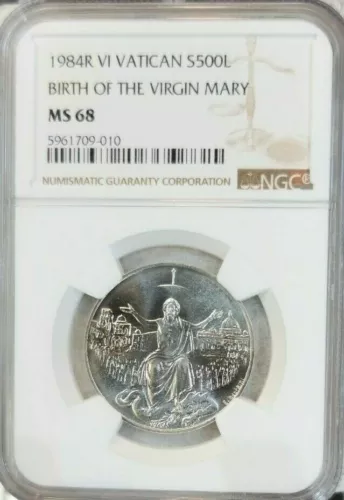 1984R VI VATICAN S500L
BIRTH OF THE VIRGIN MARY
MS 68
5961709-010
NUMISMATIC GUARANTY CORPORATION
NGC